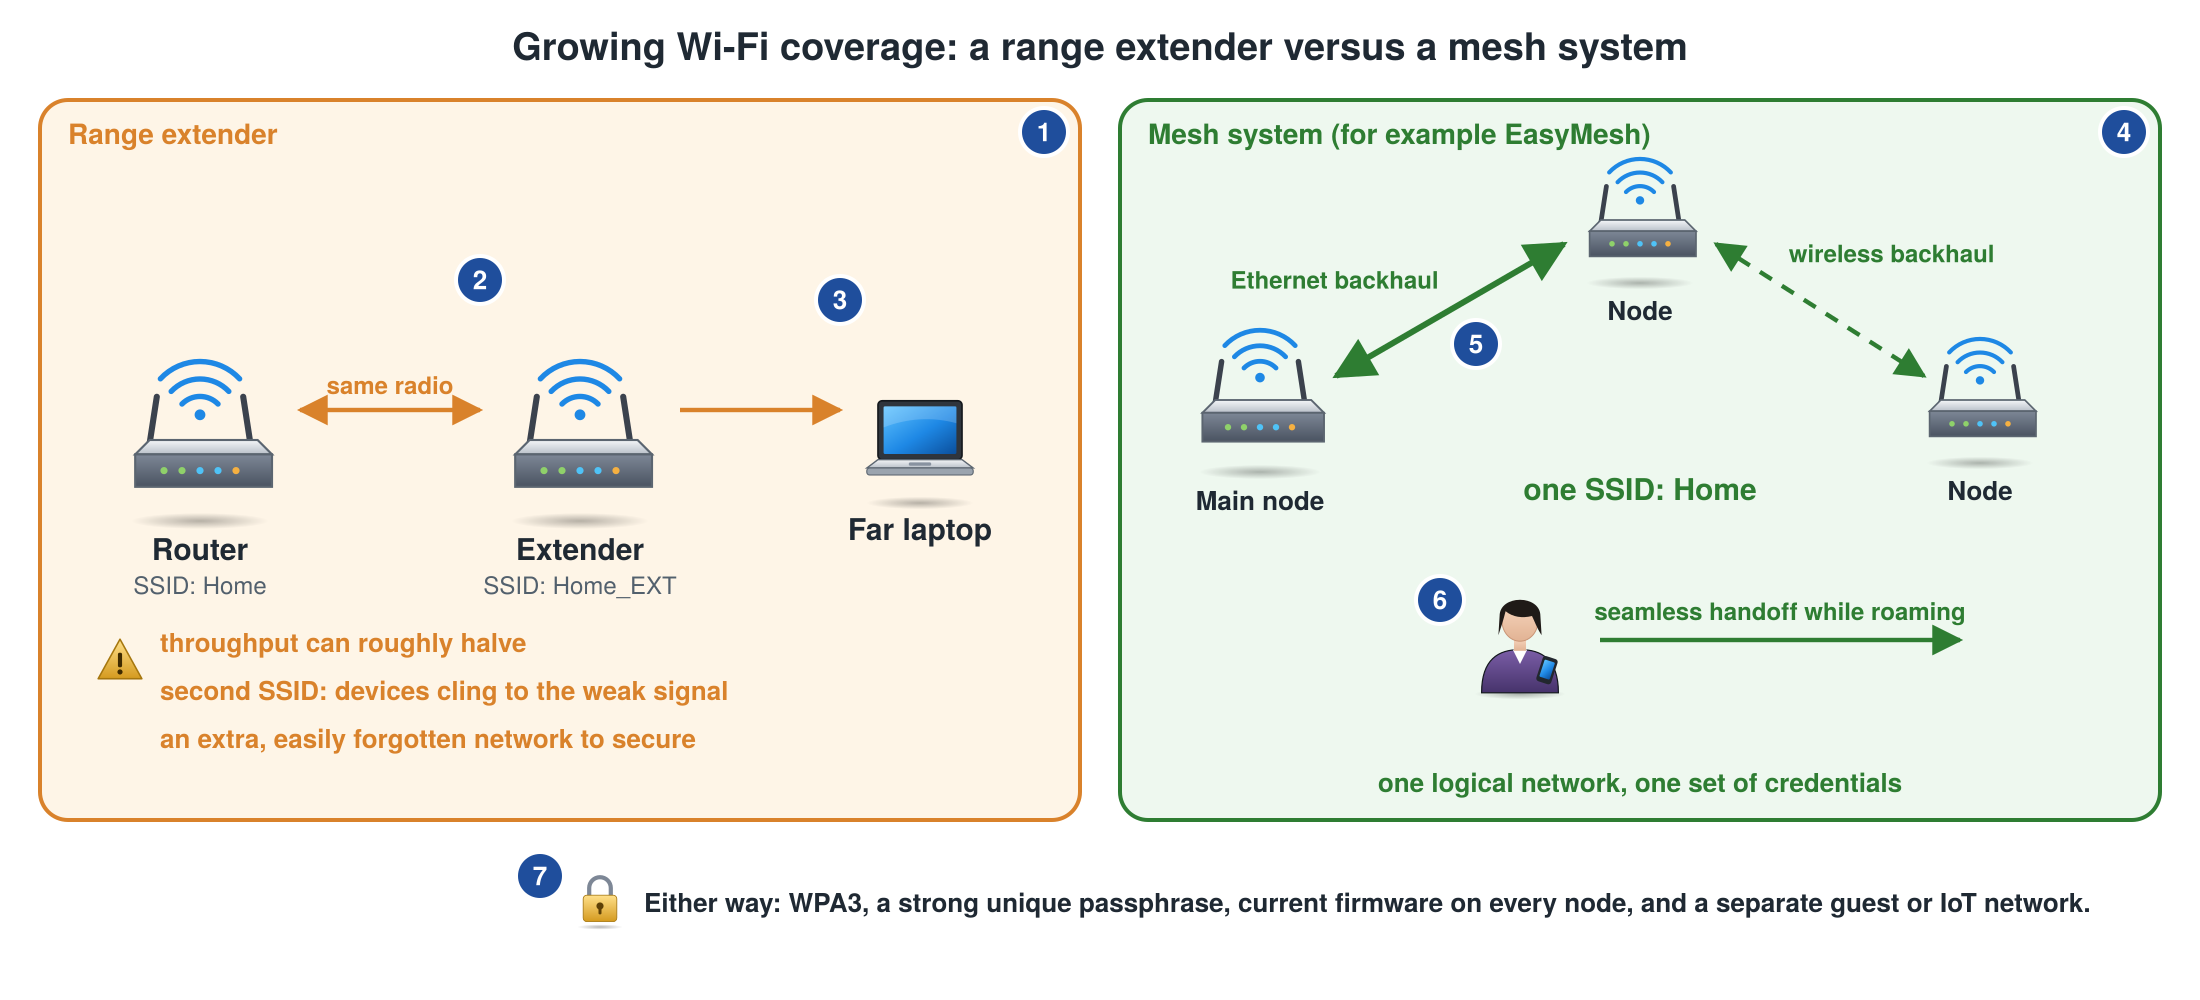 Growing Wi-Fi coverage: a range extender versus a mesh system
Range extender
1
2
3
same radio
Router
SSID: Home
Extender
SSID: Home_EXT
Far laptop
throughput can roughly halve
second SSID: devices cling to the weak signal
an extra, easily forgotten network to secure
Mesh system (for example EasyMesh)
4
Ethernet backhaul
wireless backhaul
Node
5
Main node
one SSID: Home
Node
6
seamless handoff while roaming
one logical network, one set of credentials
7
Either way: WPA3, a strong unique passphrase, current firmware on every node, and a separate guest or IoT network.